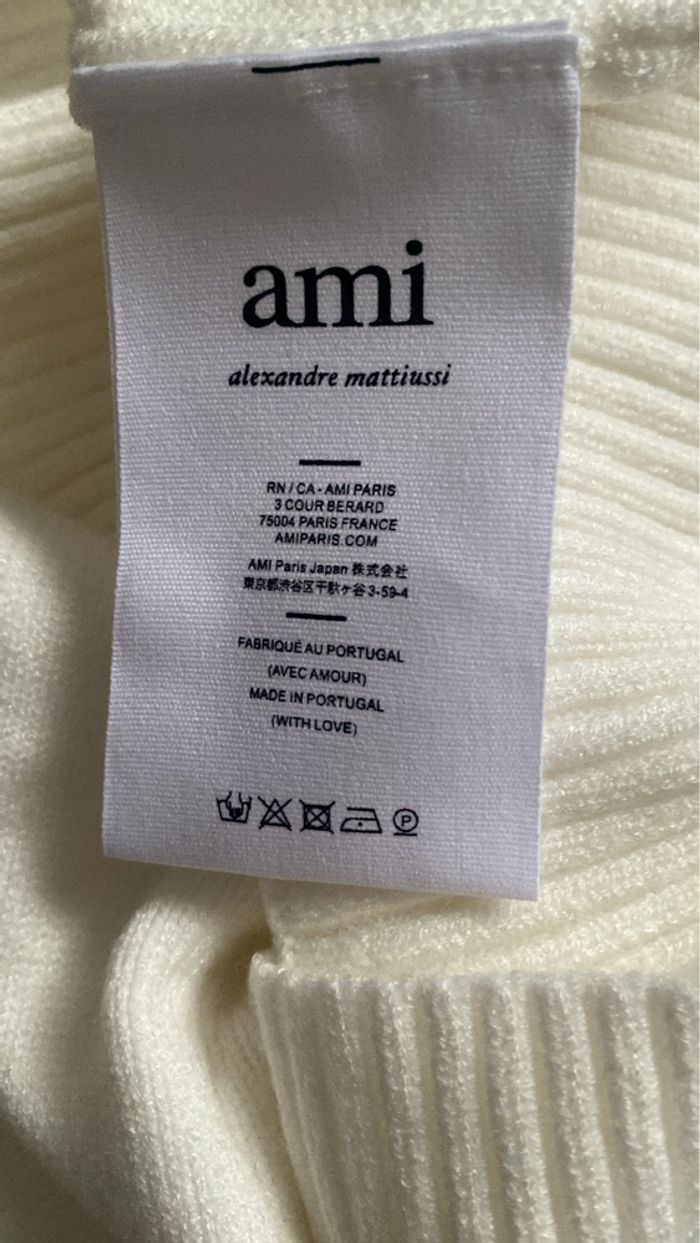 ami
alexandre mattiussi
RN / CA - AMI PARIS
3 COUR BERARD
75004 PARIS FRANCE
AMIPARIS.COM
AMI Paris Japan 株式会社
東京都渋谷区千駄ヶ谷 3-59-4
FABRIQUÉ AU PORTUGAL
(AVEC AMOUR)
MADE IN PORTUGAL
(WITH LOVE)
P